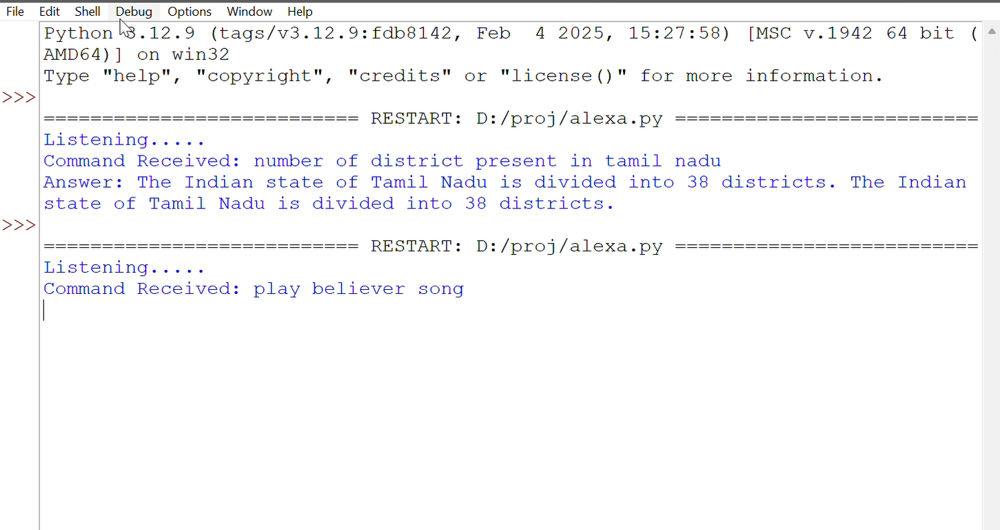 File Edit Shell Debug Options Window Help
Python 3.12.9 (tags/v3.12.9:fdb8142, Feb  4 2025, 15:27:58) [MSC v.1942 64 bit (
AMD64)] on win32
Type "help", "copyright", "credits" or "license()" for more information.
>>>
=========================== RESTART: D:/proj/alexa.py ==========================
Listening.....
Command Received: number of district present in tamil nadu
Answer: The Indian state of Tamil Nadu is divided into 38 districts. The Indian
state of Tamil Nadu is divided into 38 districts.
>>>
=========================== RESTART: D:/proj/alexa.py ==========================
Listening.....
Command Received: play believer song